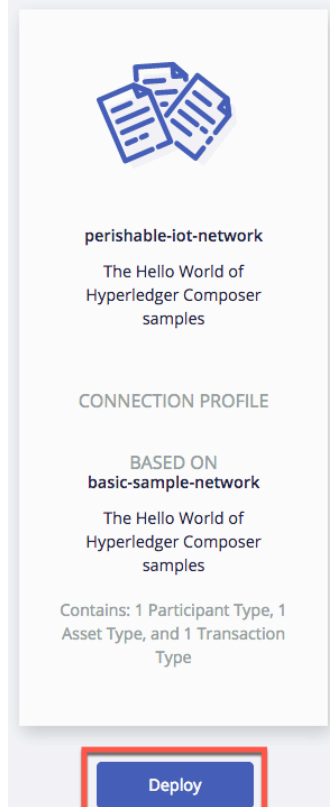 perishable-iot-network
The Hello World of
Hyperledger Composer
samples
CONNECTION PROFILE
BASED ON
basic-sample-network
The Hello World of
Hyperledger Composer
samples
Contains: 1 Participant Type, 1
Asset Type, and 1 Transaction
Type
Deploy